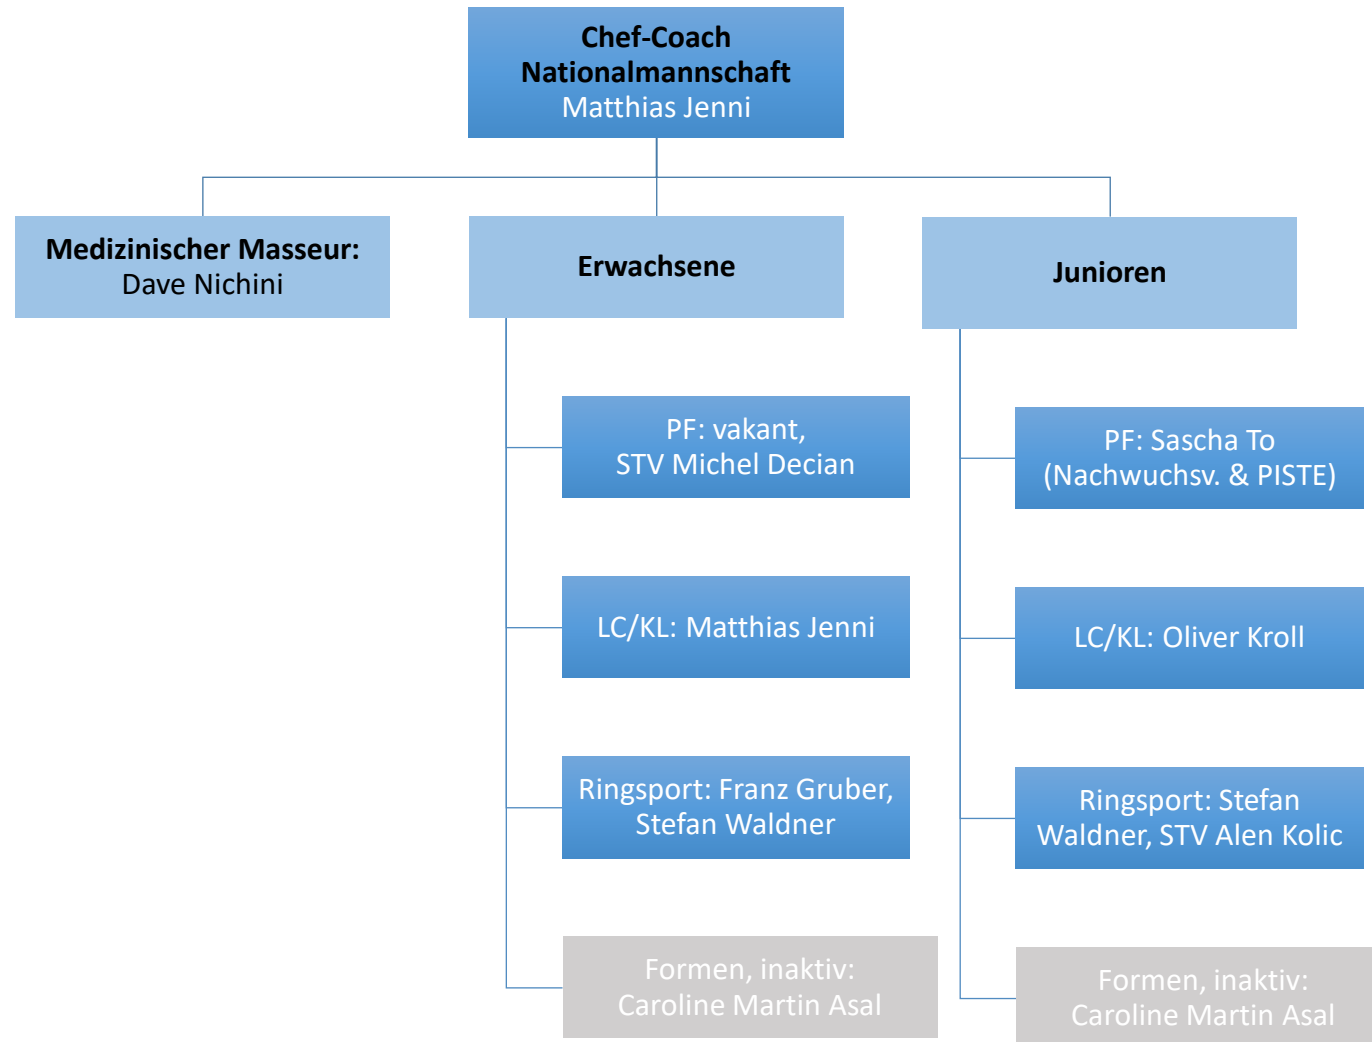 Chef-Coach
Nationalmannschaft
Matthias Jenni
Medizinischer Masseur:
Dave Nichini
Erwachsene
Junioren
PF: vakant,
STV Michel Decian
LC/KL: Matthias Jenni
Ringsport: Franz Gruber,
Stefan Waldner
Formen, inaktiv:
Caroline Martin Asal
PF: Sascha To
(Nachwuchsv. & PISTE)
LC/KL: Oliver Kroll
Ringsport: Stefan
Waldner, STV Alen Kolic
Formen, inaktiv:
Caroline Martin Asal